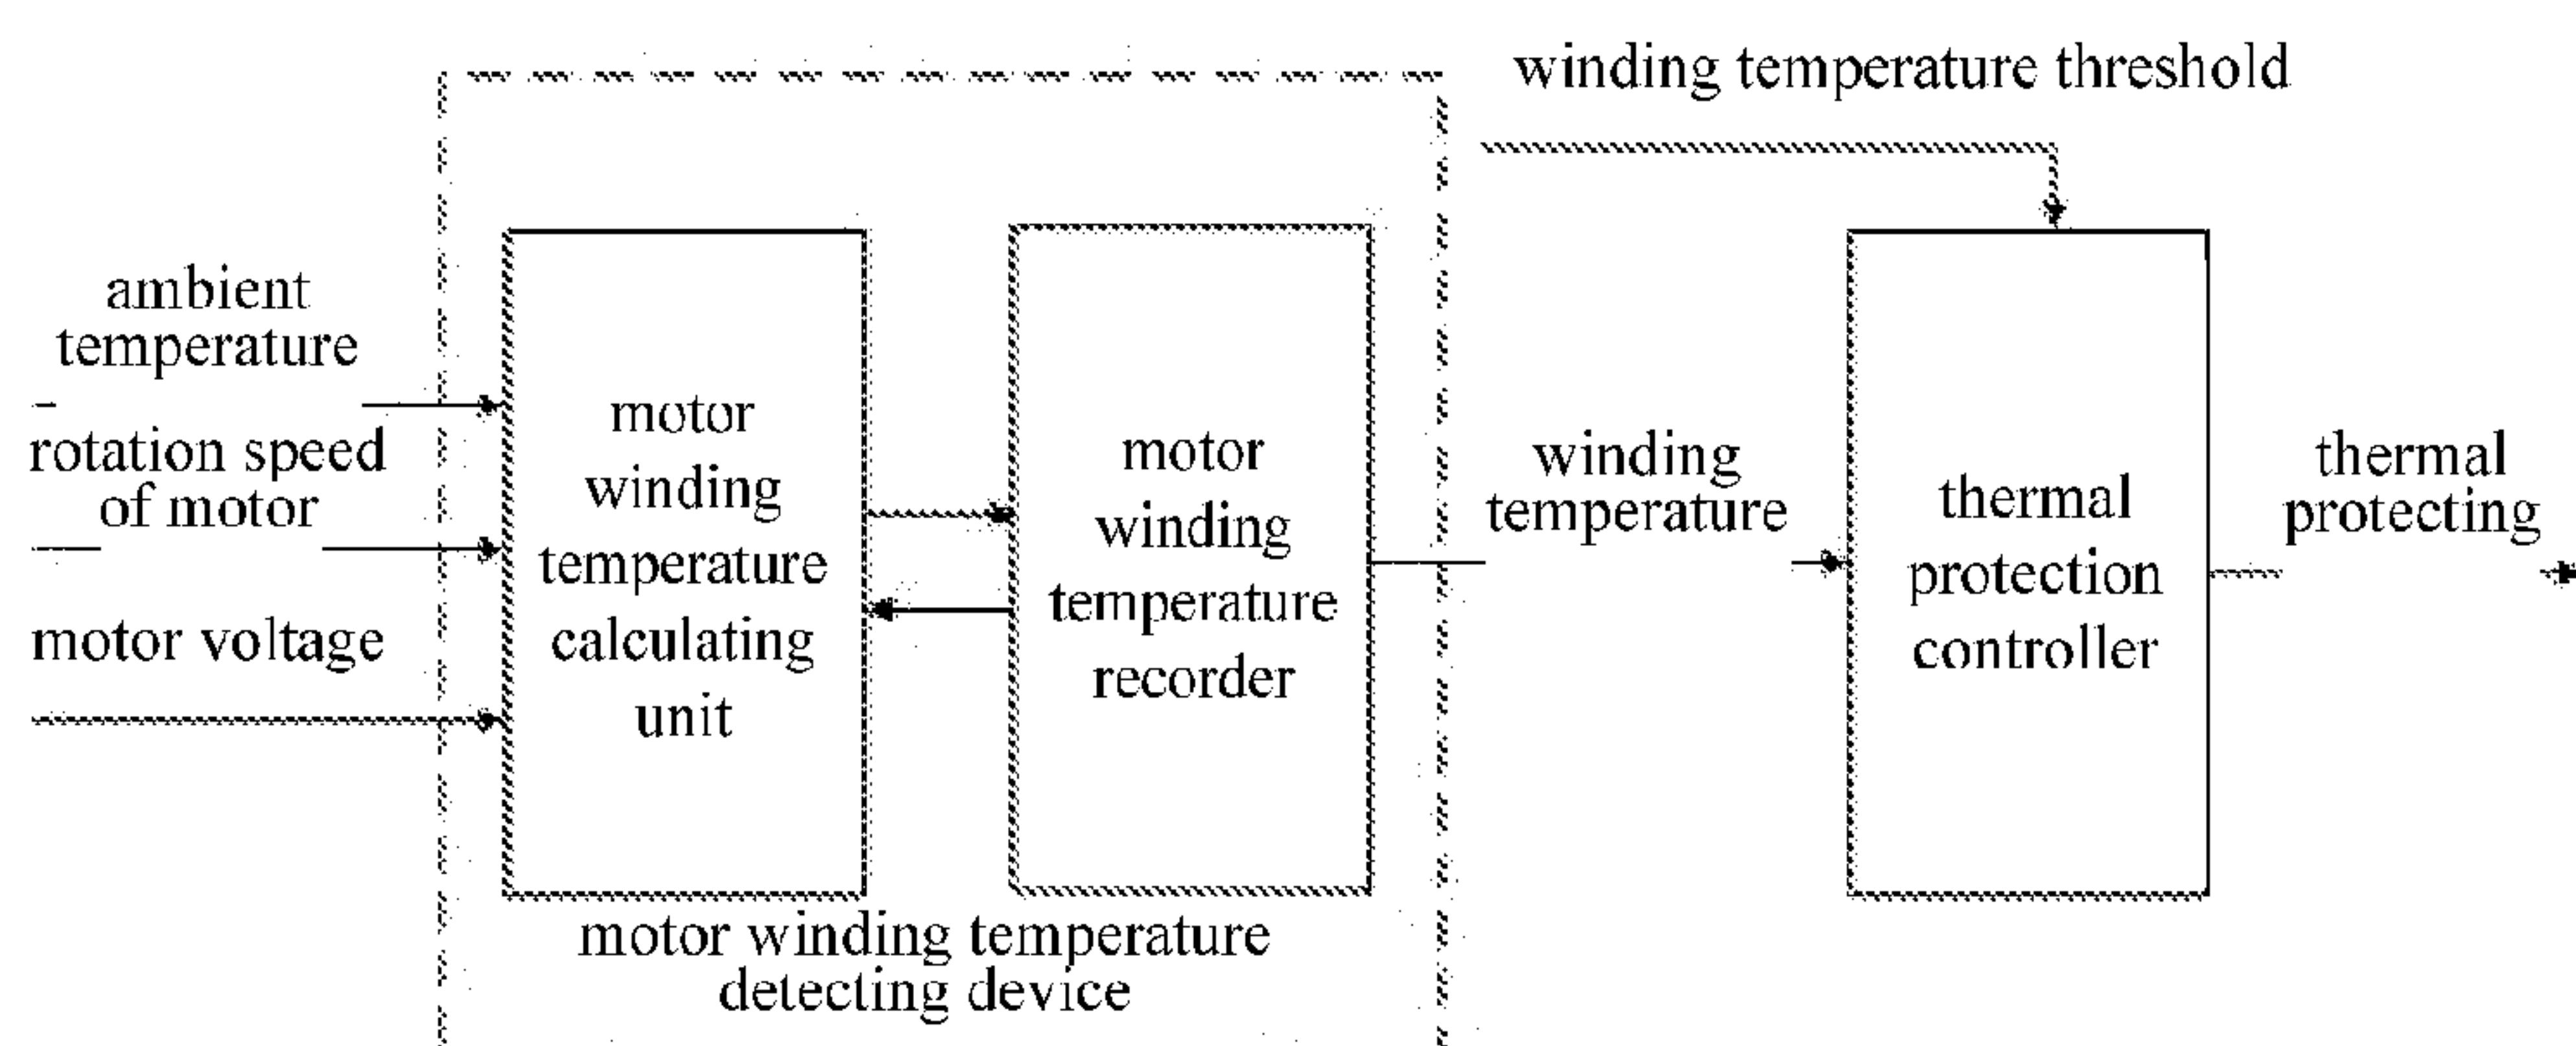 winding temperature threshold
ambient
temperature
rotation speed
of motor
motor voltage
motor
winding
temperature
calculating
unit
motor
winding
temperature
recorder
motor winding temperature
detecting device
winding
temperature
thermal
protection
controller
thermal
protecting